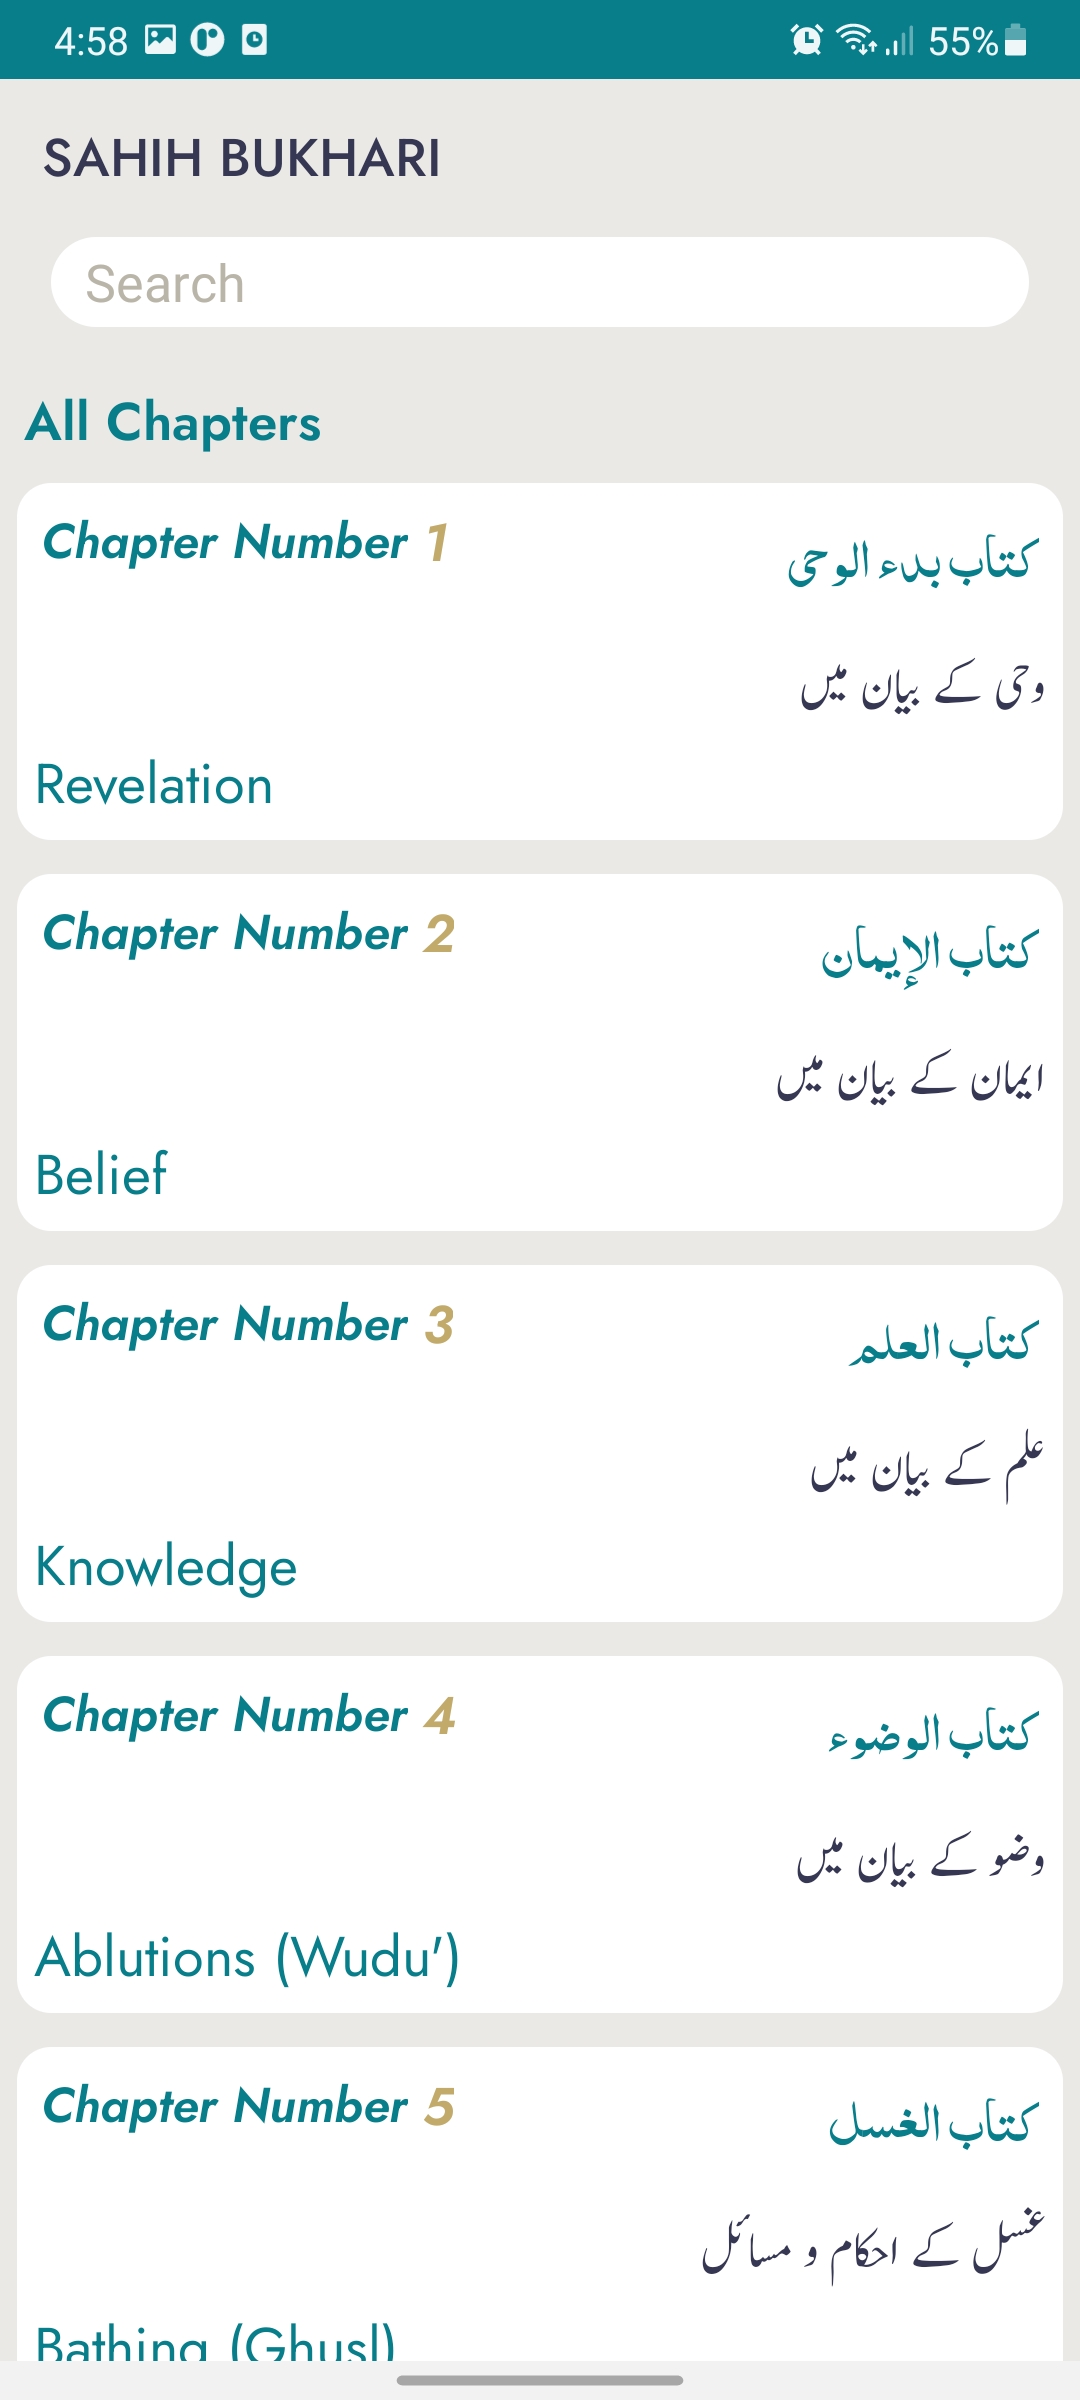 4:58
55%
SAHIH BUKHARI
Search
All Chapters
Chapter Number 1
كتاب بدء الوحى
وحی کے بیان میں
Revelation
Chapter Number 2
كتاب الإيمان
ایمان کے بیان میں
Belief
Chapter Number 3
كتاب العلم
علم کے بیان میں
Knowledge
Chapter Number 4
كتاب الوضوء
وضو کے بیان میں
Ablutions (Wudu')
Chapter Number 5
كتاب الغسل
غسل کے احکام و مسائل
Bathing (Ghusl)